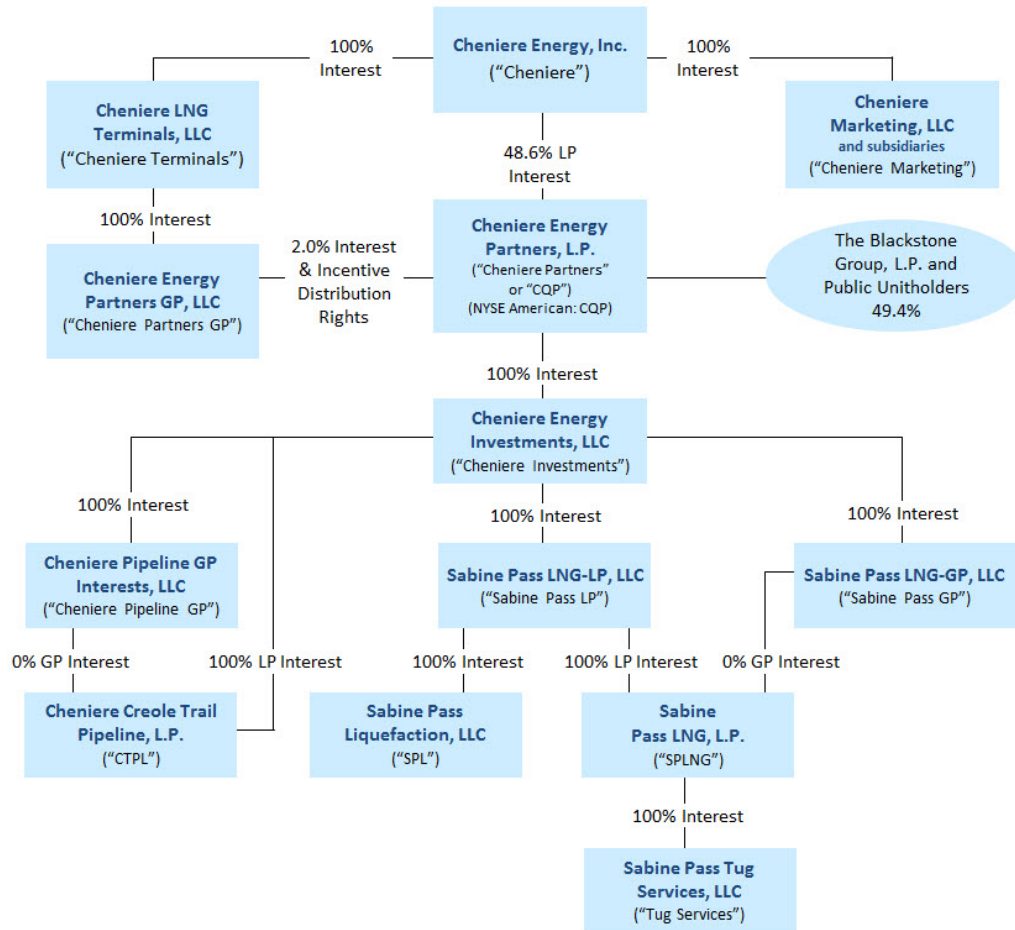 100%
Interest
Cheniere Energy, Inc.
(“Cheniere”)
100%
Interest
Cheniere LNG
Terminals, LLC
(“Cheniere Terminals”)
Cheniere
Marketing, LLC
and subsidiaries
(“Cheniere Marketing”)
48.6% LP
Interest
100% Interest
Cheniere Energy
Partners GP, LLC
(“Cheniere Partners GP”)
2.0% Interest
& Incentive
Distribution
Rights
Cheniere Energy
Partners, L.P.
(“Cheniere Partners”
or “CQP”)
(NYSE American: CQP)
The Blackstone
Group, L.P. and
Public Unitholders
49.4%
100% Interest
Cheniere Energy
Investments, LLC
(“Cheniere Investments”)
100% Interest
100% Interest
100% Interest
Cheniere Pipeline GP
Interests, LLC
(“Cheniere Pipeline GP”)
Sabine Pass LNG-LP, LLC
(“Sabine Pass LP”)
Sabine Pass LNG-GP, LLC
(“Sabine Pass GP”)
0% GP Interest
100% LP Interest
100% Interest
100% LP Interest
0% GP Interest
Cheniere Creole Trail
Pipeline, L.P.
(“CTPL”)
Sabine Pass
Liquefaction, LLC
(“SPL”)
Sabine
Pass LNG, L.P.
(“SPLNG”)
100% Interest
Sabine Pass Tug
Services, LLC
(“Tug Services”)